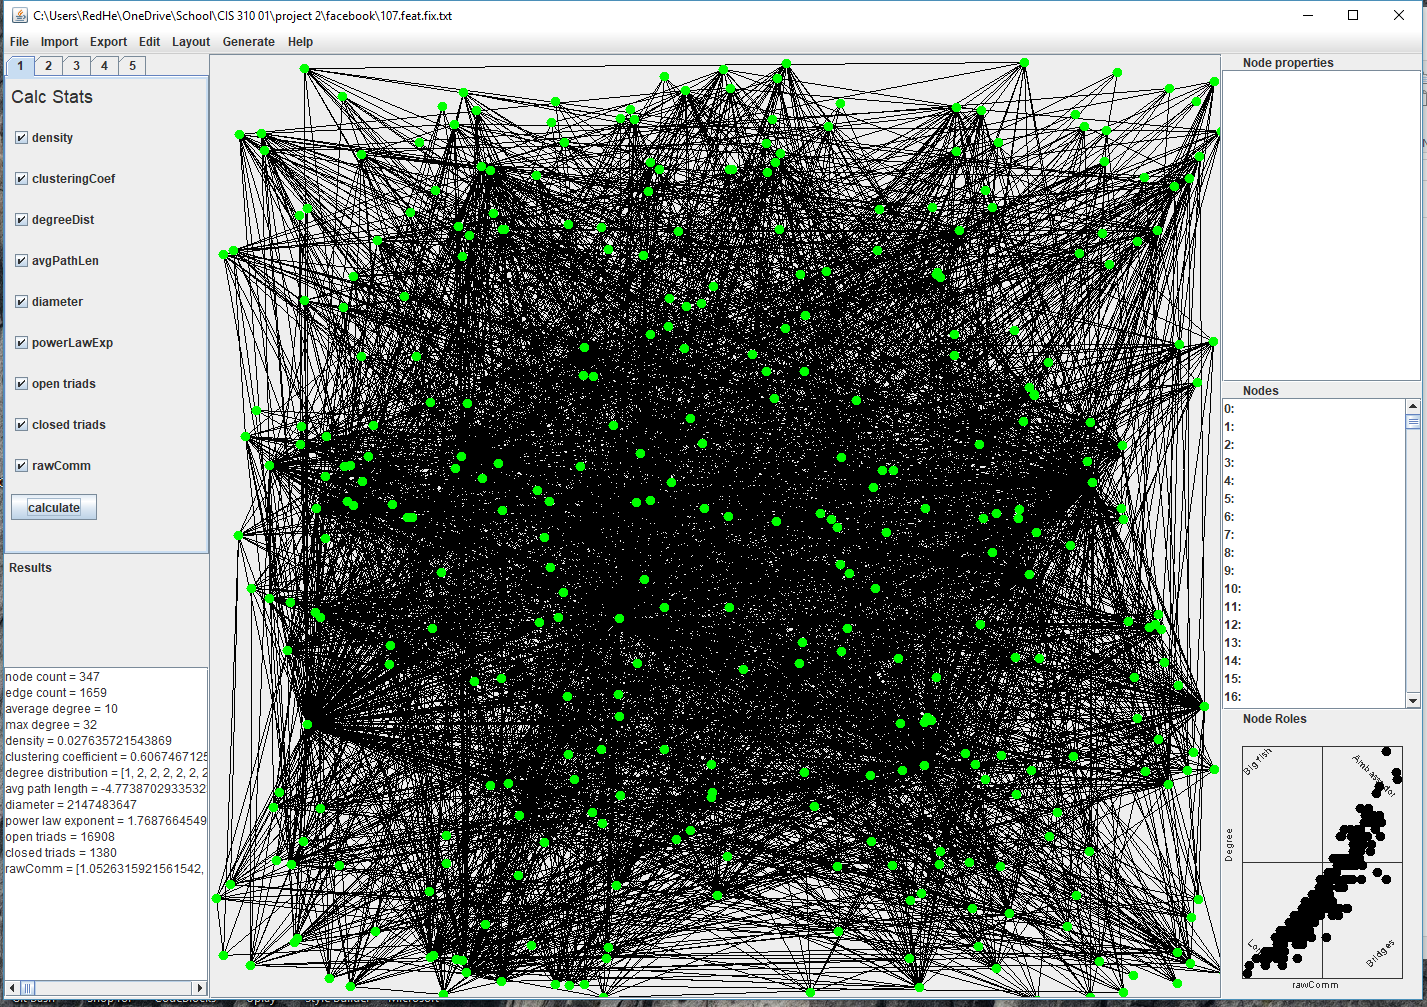 C:\Users\RedHe\OneDrive\School\CIS 310 01\project 2\facebook\107.feat.fix.txt
File Import Export Edit Layout Generate Help
1 2 3 4 5
Calc Stats
density
clusteringCoef
degreeDist
avgPathLen
diameter
powerLawExp
open triads
closed triads
rawComm
calculate
Results
node count = 347
edge count = 1659
average degree = 10
max degree = 32
density = 0.027635721543869
clustering coefficient = 0.6067467125
degree distribution = [1, 2, 2, 2, 2, 2, 2
avg path length = -4.7738702933532
diameter = 2147483647
power law exponent = 1.7687664549
open triads = 16908
closed triads = 1380
rawComm = [1.0526315921561542,
Node properties
Nodes
0:
1:
2:
3:
4:
5:
6:
7:
8:
9:
10:
11:
12:
13:
14:
15:
16:
Node Roles
Big fish
Ambassador
Degree
Bridges
rawComm